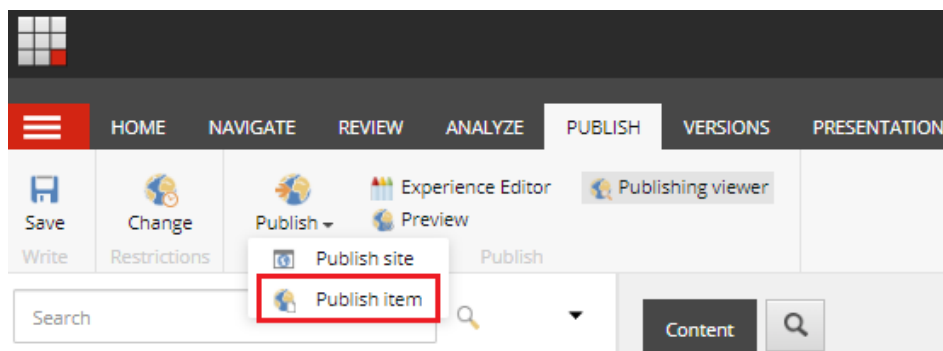 HOME NAVIGATE REVIEW ANALYZE PUBLISH VERSIONS PRESENTATION
Experience Editor Publishing viewer
Save Change Publish Preview
Write Restrictions Publish
Publish site
Publish item
Search
Content